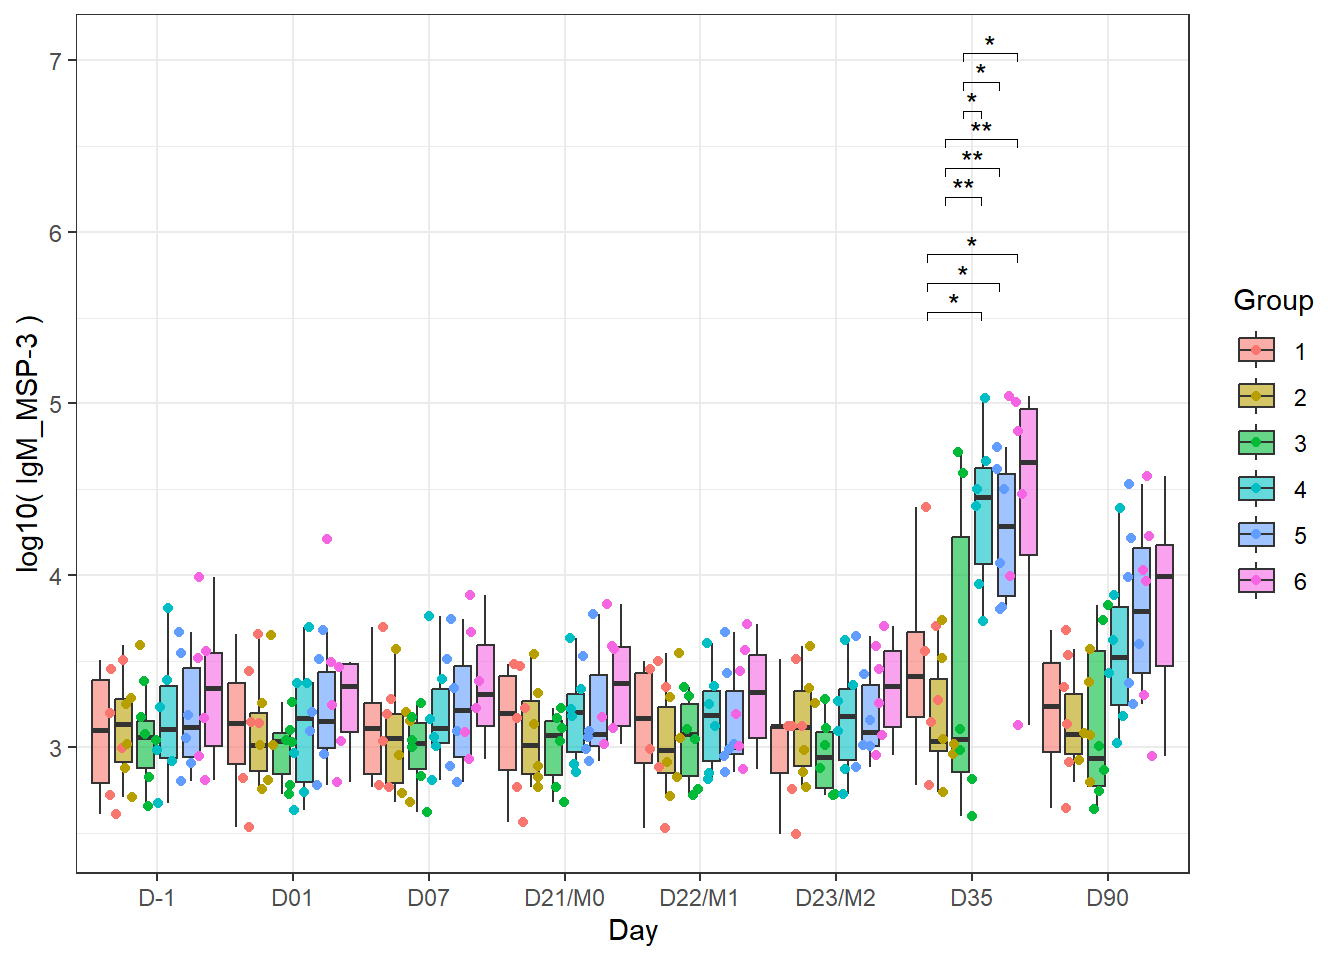 7
6
5
4
3
log10( IgM_MSP-3 )
*
*
*
**
**
**
*
*
*
D-1
D01
D07
D21/M0
D22/M1
D23/M2
D35
D90
Day
Group
1
2
3
4
5
6